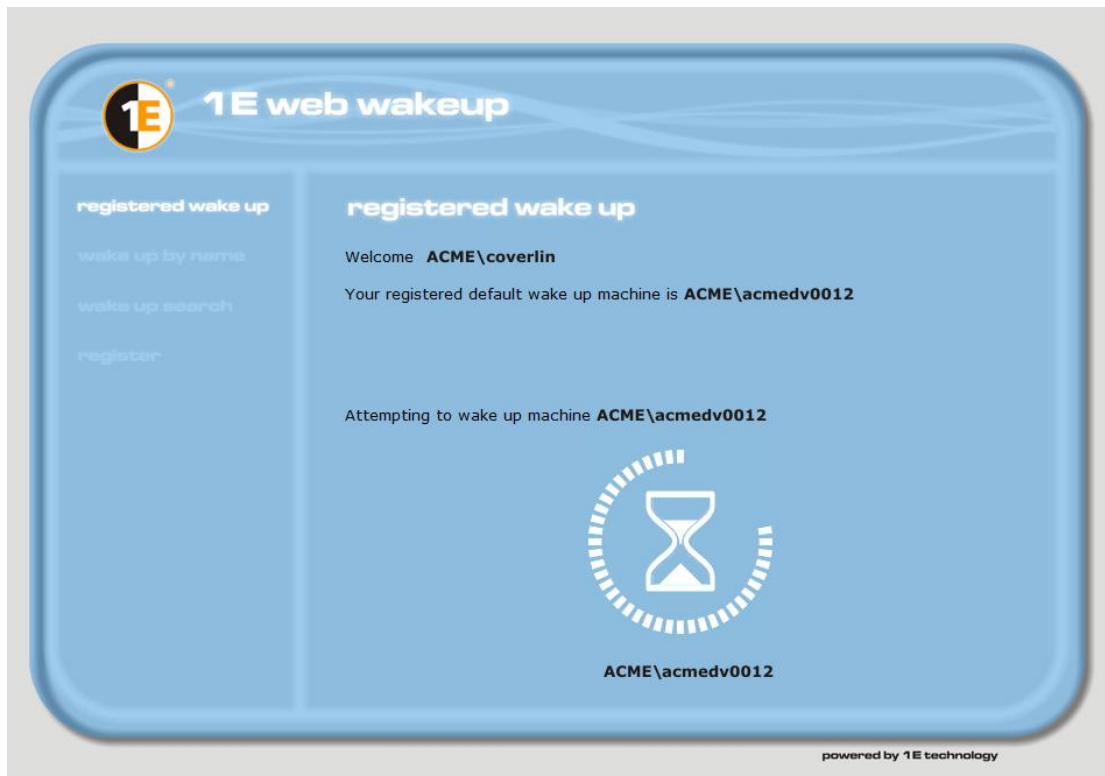 1E ®
1E web wakeup
registered wake up
wake up by name
wake up search
register
registered wake up
Welcome ACME\coverlin
Your registered default wake up machine is ACME\acmedv0012
Attempting to wake up machine ACME\acmedv0012
ACME\acmedv0012
powered by 1E technology